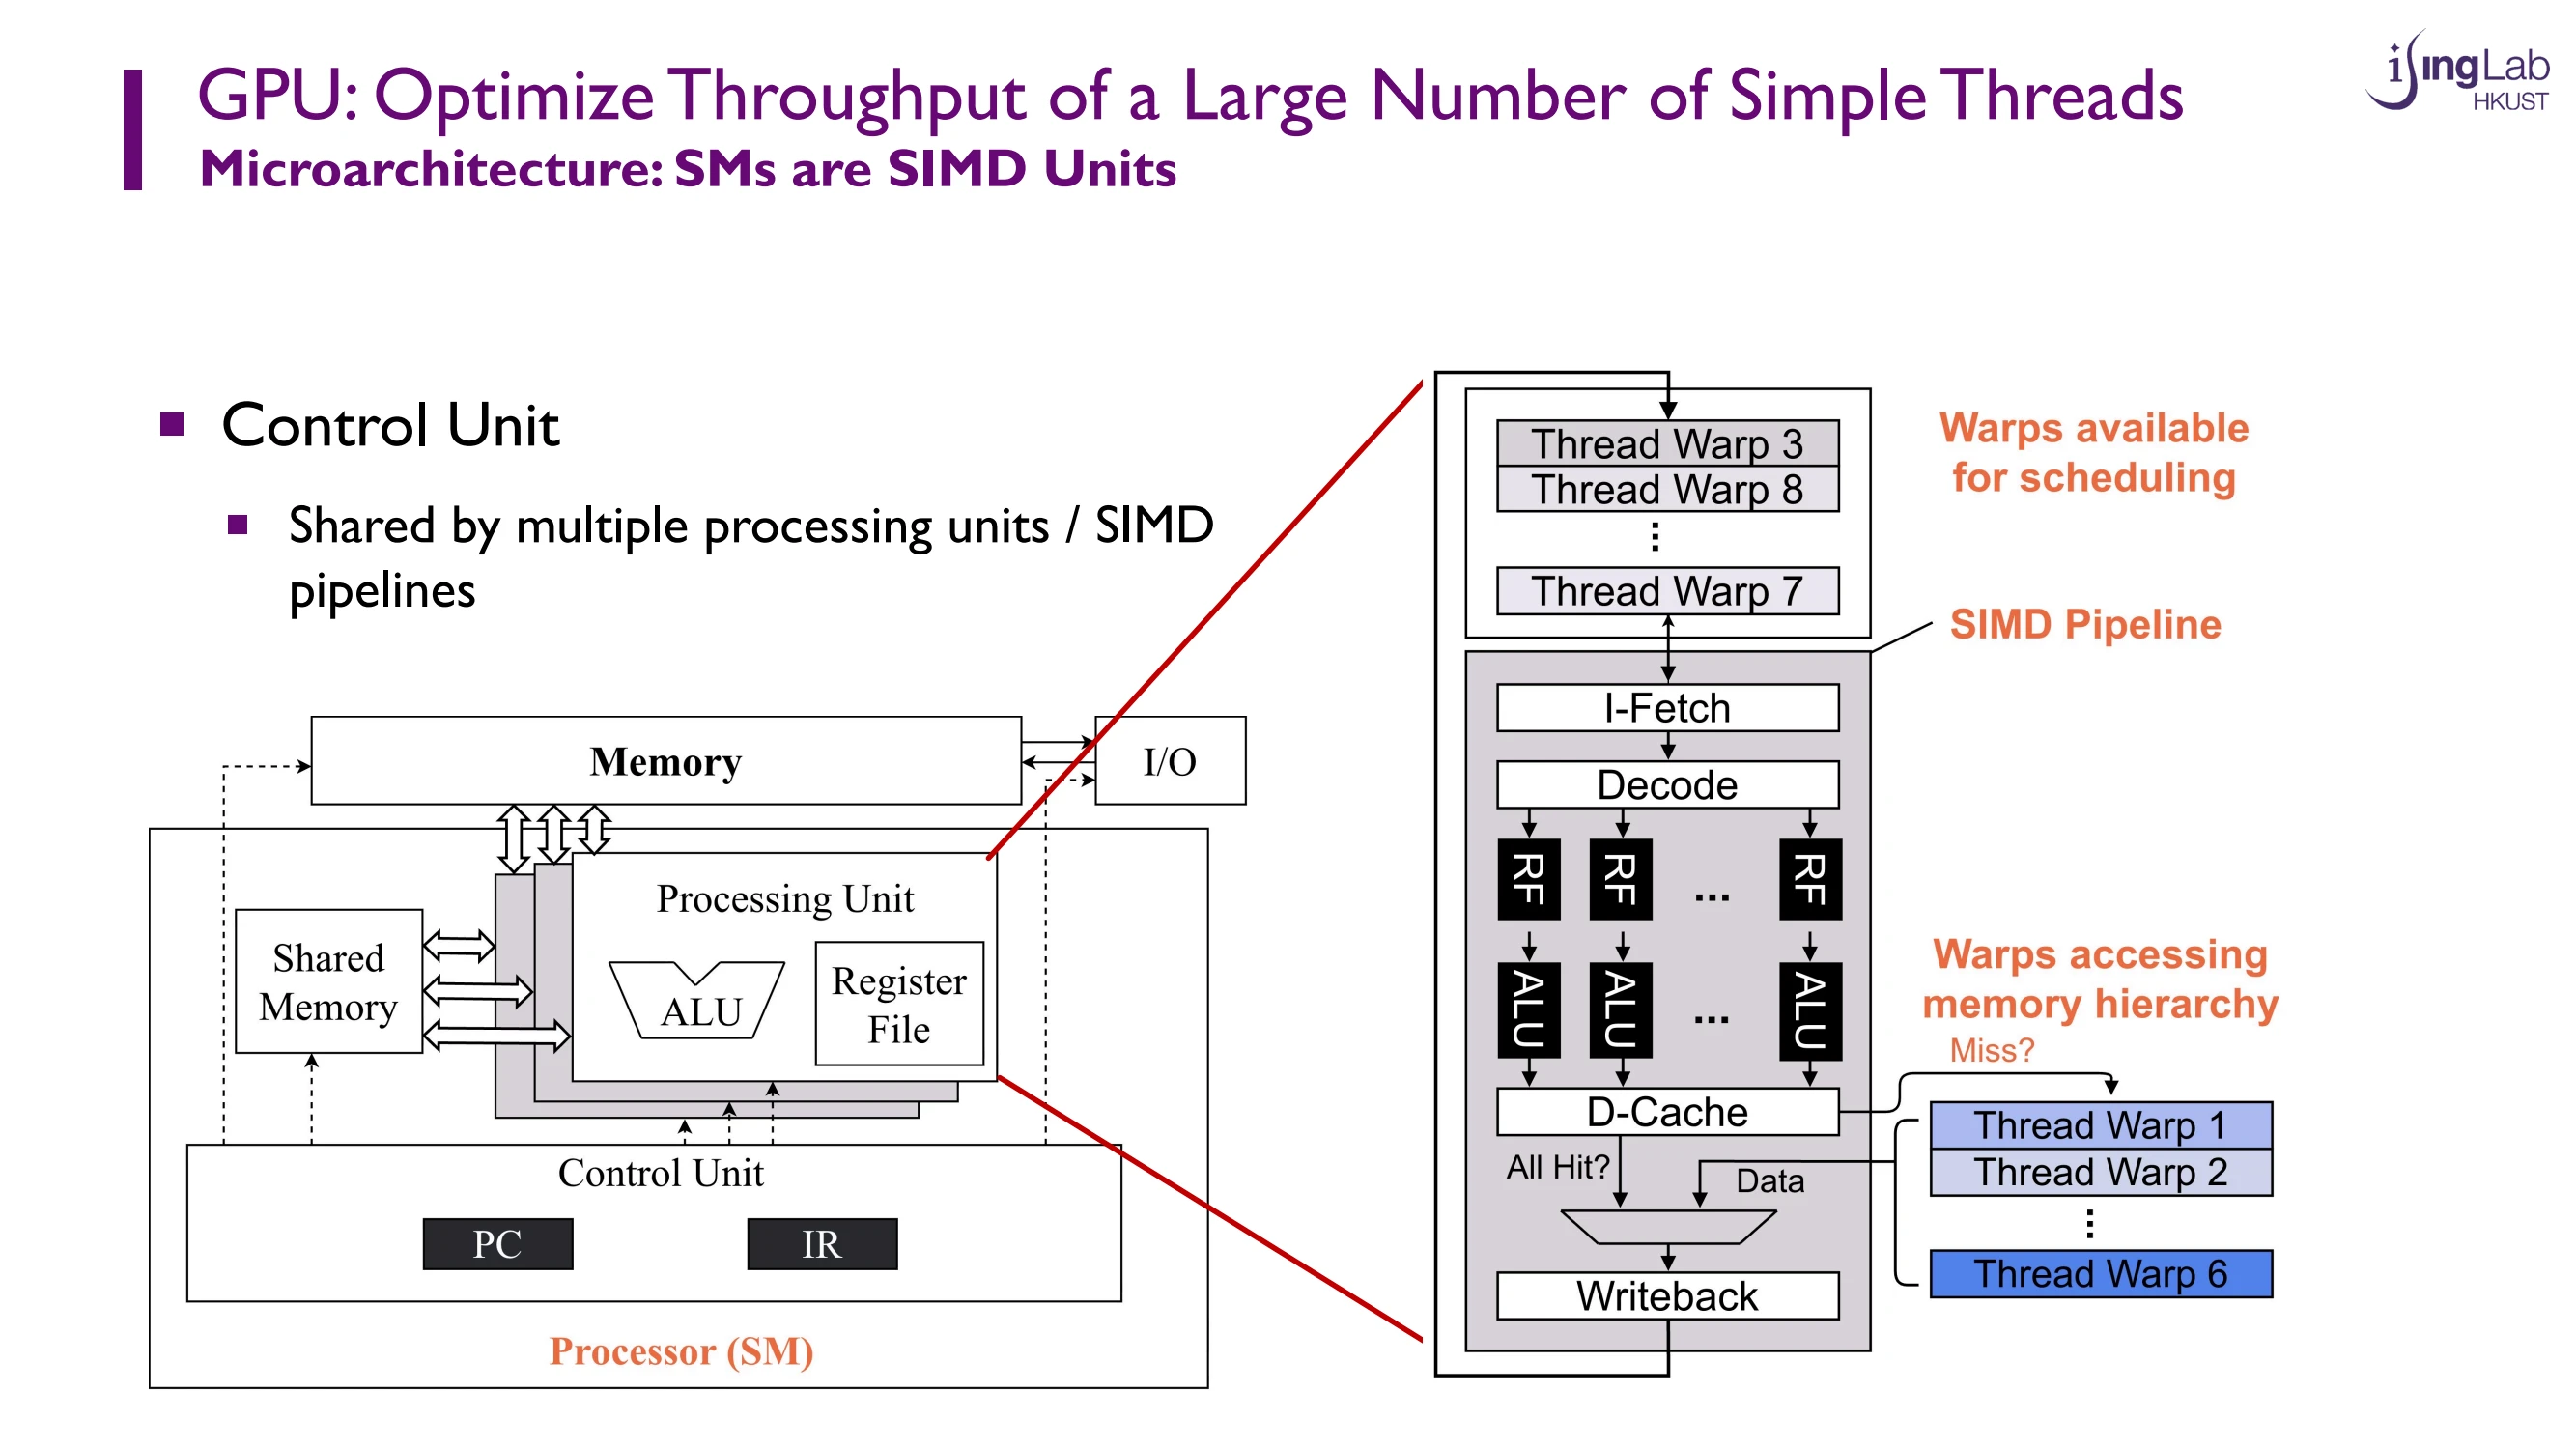 GPU: Optimize Throughput of a Large Number of Simple Threads
Microarchitecture: SMs are SIMD Units
iSingLab
HKUST
Control Unit
Shared by multiple processing units / SIMD
pipelines
Memory
I/O
Processing Unit
ALU
Register
File
Shared
Memory
Control Unit
PC
IR
Processor (SM)
Thread Warp 3
Thread Warp 8
⋮
Thread Warp 7
Warps available
for scheduling
SIMD Pipeline
I-Fetch
Decode
RF
RF
...
RF
ALU
ALU
...
ALU
D-Cache
All Hit?
Data
Writeback
Warps accessing
memory hierarchy
Miss?
Thread Warp 1
Thread Warp 2
⋮
Thread Warp 6